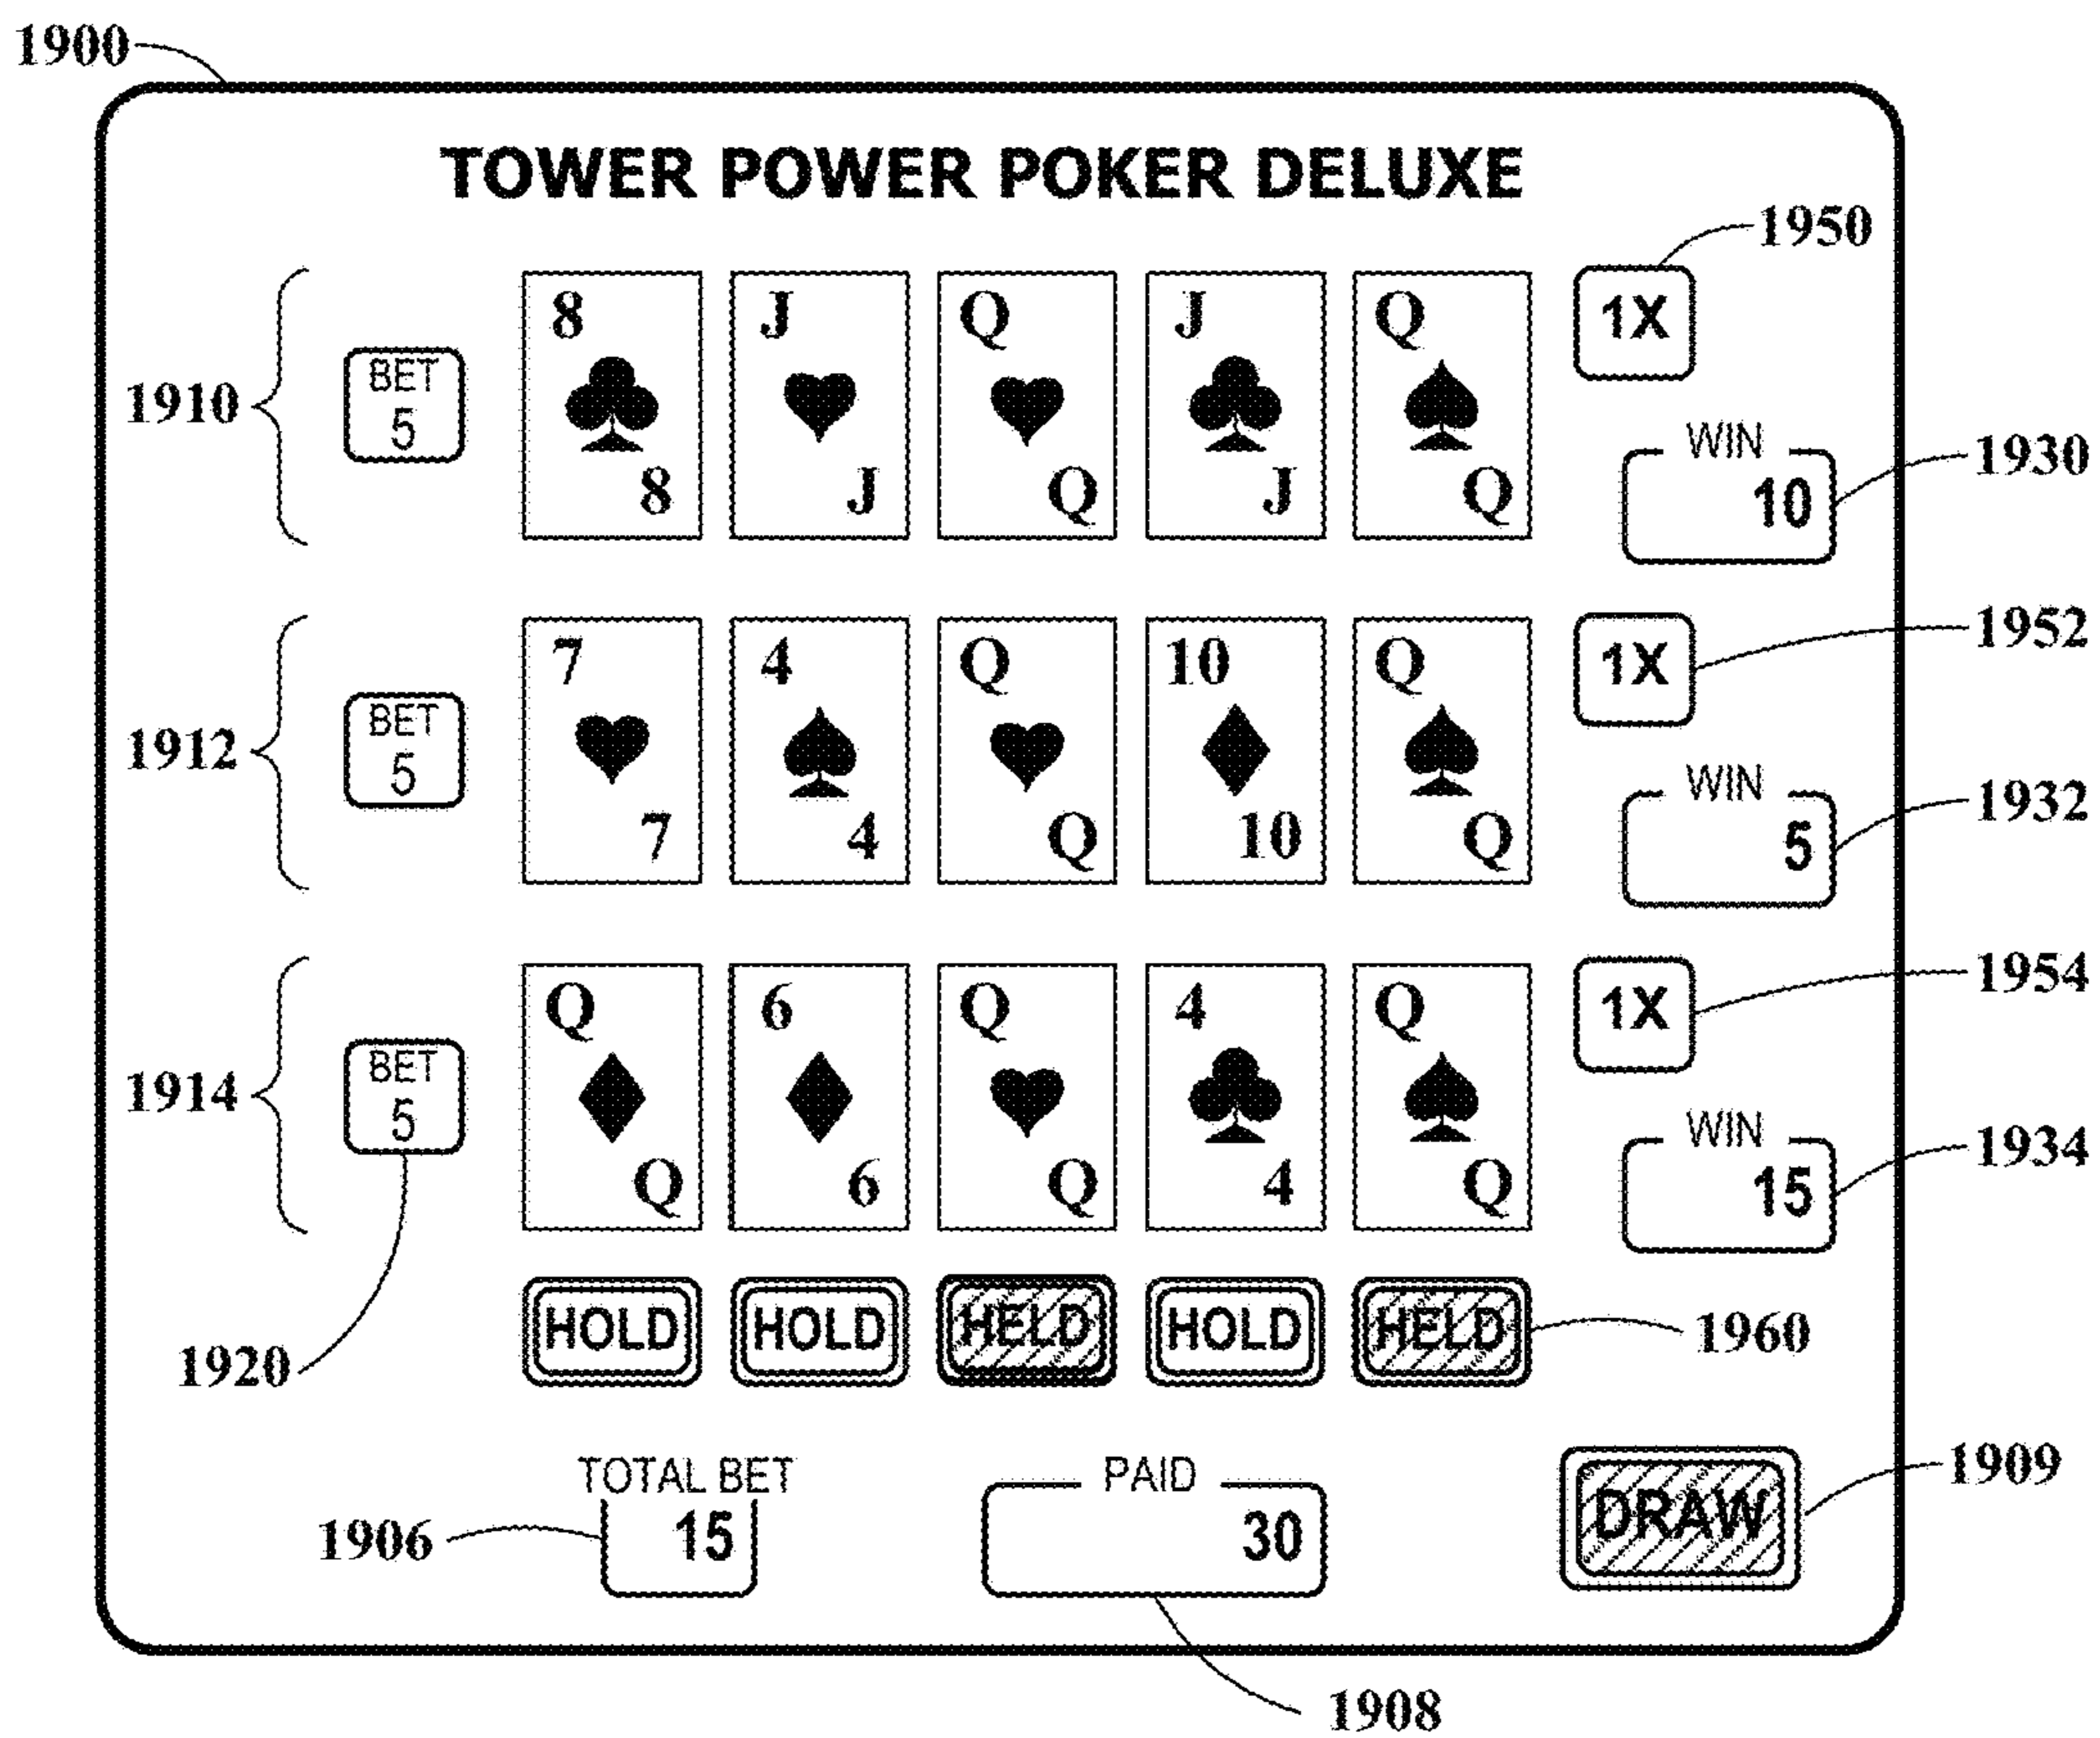 1900
TOWER POWER POKER DELUXE
1950
8 J Q J Q 1X
1910 BET 5
8 J Q J Q
WIN 10 1930
7 4 Q 10 Q 1X 1952
1912 BET 5
7 4 Q 10 Q
WIN 5 1932
Q 6 Q 4 Q 1X 1954
1914 BET 5
Q 6 Q 4 Q
WIN 15 1934
1920
HOLD HOLD HELD HOLD HELD 1960
TOTAL BET 15
1906
PAID 30
DRAW 1909
1908